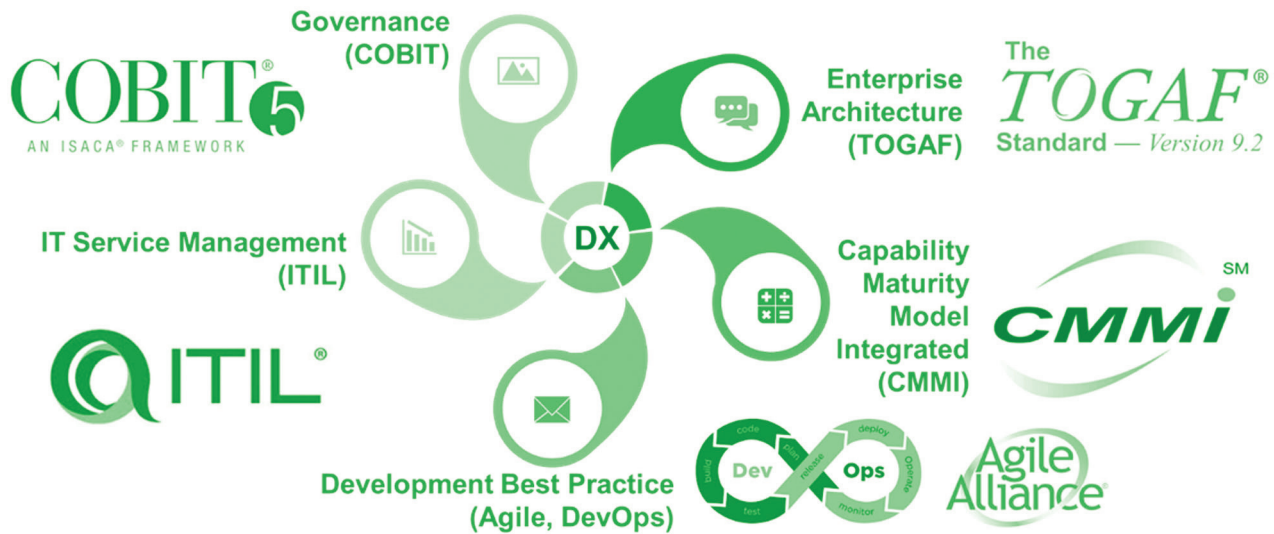 Governance
(COBIT)
COBIT® 5
AN ISACA® FRAMEWORK
Enterprise
Architecture
(TOGAF)
The
TOGAF®
Standard — Version 9.2
IT Service Management
(ITIL)
ITIL®
DX
Capability
Maturity
Model
Integrated
(CMMI)
CMMI SM
Development Best Practice
(Agile, DevOps)
code
plan
build
test
Dev
release
deploy
Operate
monitor
Ops
Agile
Alliance®